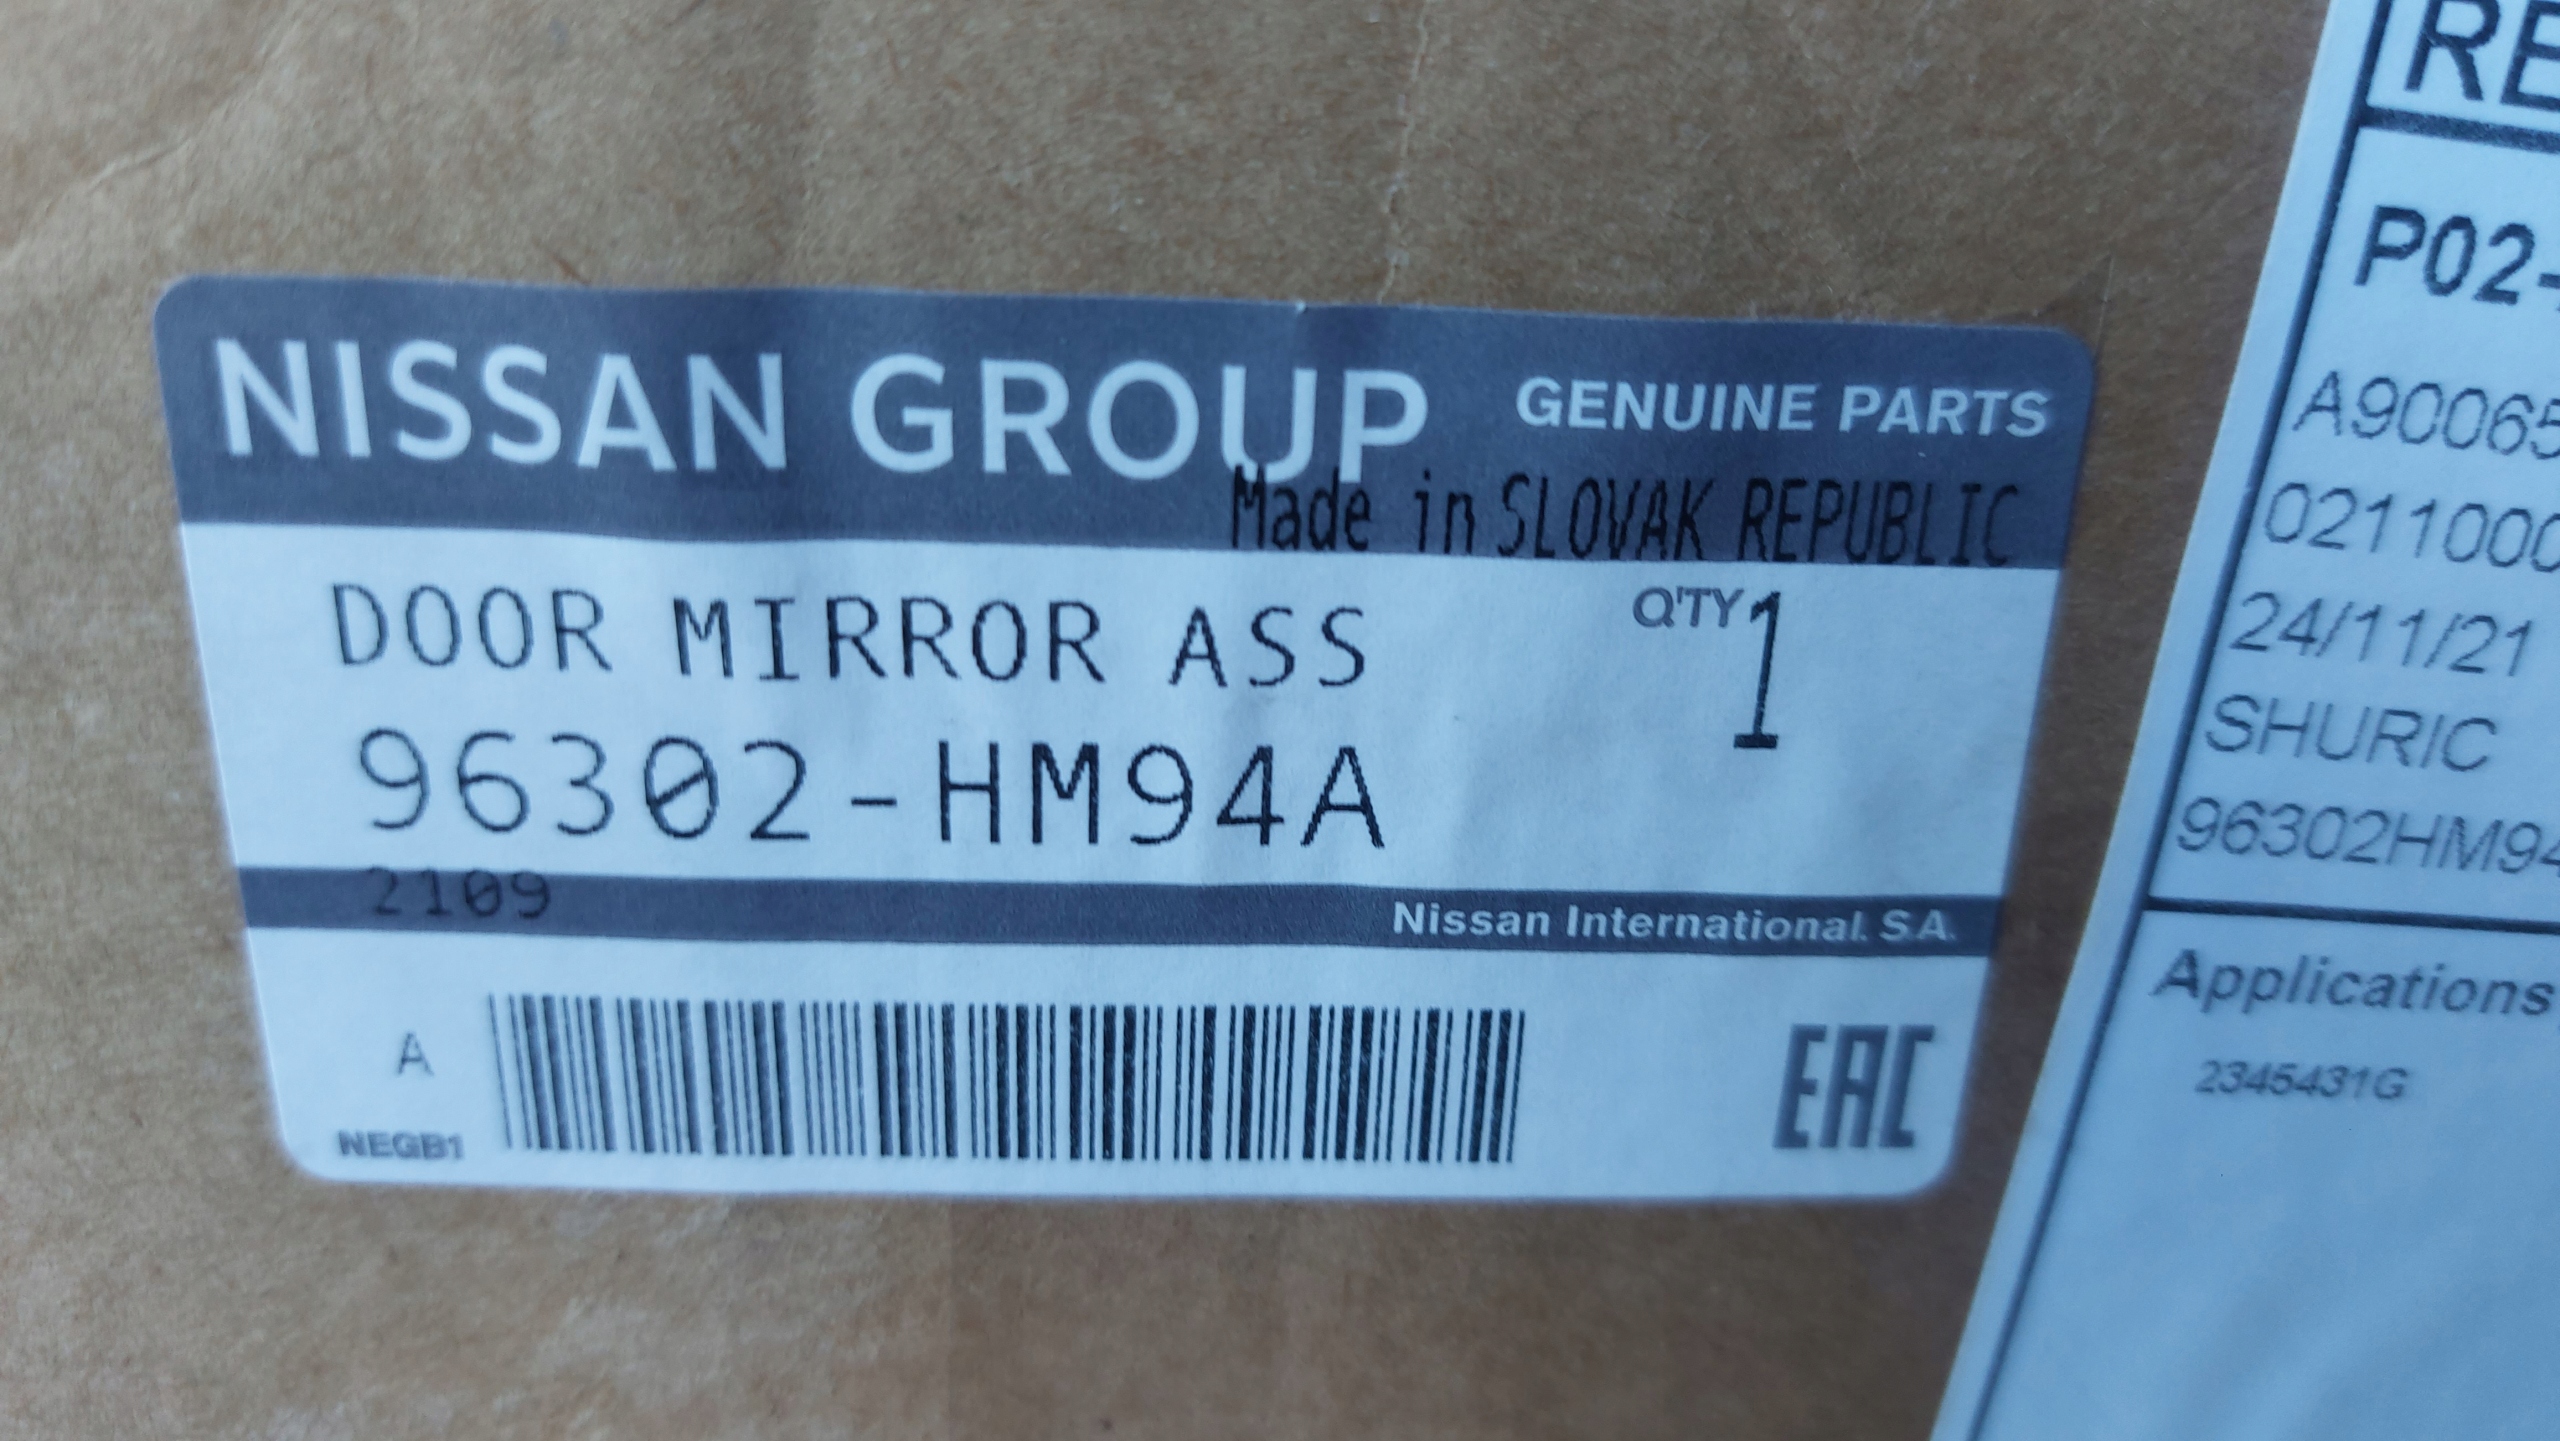 NISSAN GROUP GENUINE PARTS
Made in SLOVAK REPUBLIC
DOOR MIRROR ASS Q'TY 1
96302-HM94A
2109
Nissan International. S.A.
A
NEGB1
EAC
RE
P02-
A90065
0211000
24/11/21
SHURIC
96302HM94
Applications
2345431G